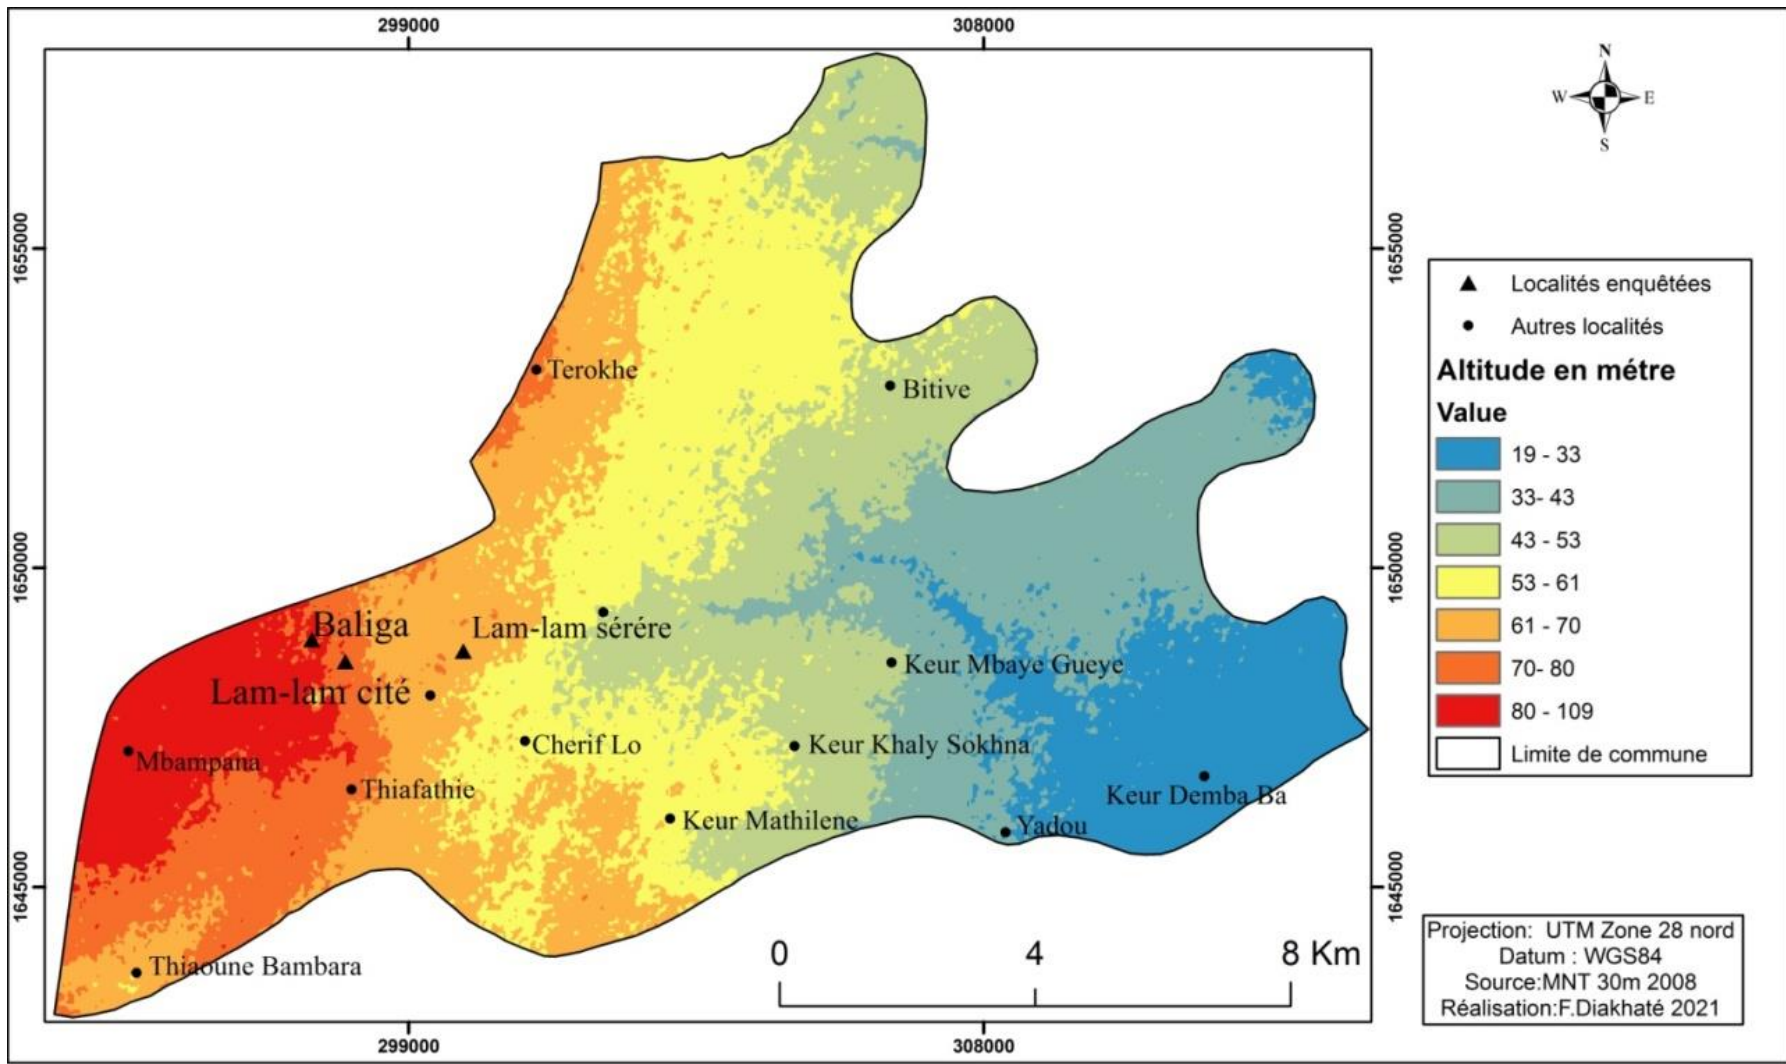 299000
308000
N
W
E
S
1655000
1655000
Localités enquêtées
Autres localités
Altitude en métre
Value
Terokhe
Bitive
19 - 33
33- 43
43 - 53
1650000
1650000
53 - 61
Baliga
Lam-lam sérére
61 - 70
Keur Mbaye Gueye
70- 80
Lam-lam cité
80 - 109
Cherif Lo
Keur Khaly Sokhna
Mbampana
Limite de commune
Thiafathie
Keur Demba Ba
Keur Mathilene
Yadou
1645000
1645000
Projection: UTM Zone 28 nord
Datum : WGS84
Source:MNT 30m 2008
Réalisation:F.Diakhaté 2021
0
4
8 Km
Thiaoune Bambara
299000
308000